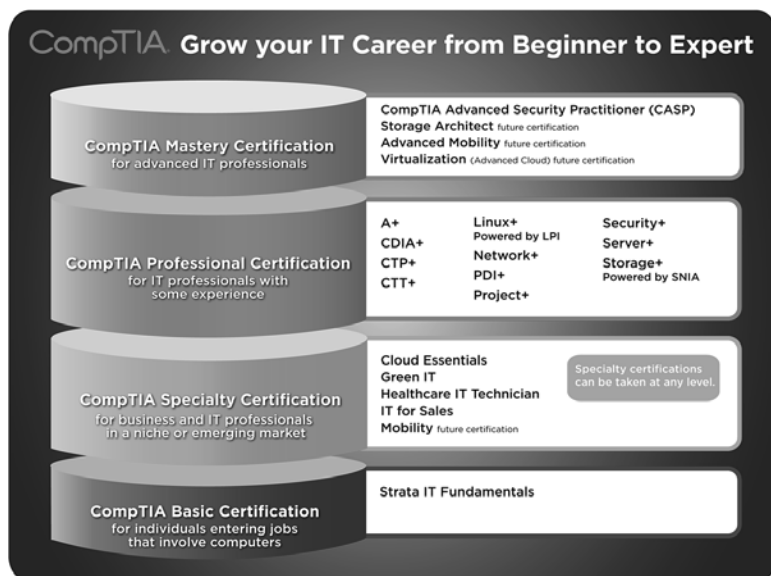 CompTIA. Grow your IT Career from Beginner to Expert
CompTIA Mastery Certification
for advanced IT professionals
CompTIA Advanced Security Practitioner (CASP)
Storage Architect future certification
Advanced Mobility future certification
Virtualization (Advanced Cloud) future certification
CompTIA Professional Certification
for IT professionals with
some experience
A+
CDIA+
CTP+
CTT+
Linux+
Powered by LPI
Network+
PDI+
Project+
Security+
Server+
Storage+
Powered by SNIA
CompTIA Specialty Certification
for business and IT professionals
in a niche or emerging market
Cloud Essentials
Green IT
Healthcare IT Technician
IT for Sales
Mobility future certification
Specialty certifications
can be taken at any level.
CompTIA Basic Certification
for individuals entering jobs
that involve computers
Strata IT Fundamentals